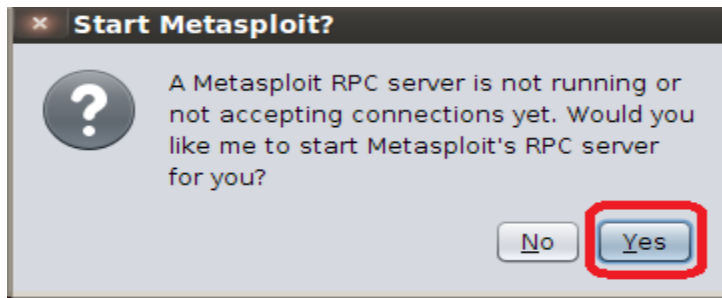 Start Metasploit?
A Metasploit RPC server is not running or
not accepting connections yet. Would you
like me to start Metasploit's RPC server
for you?
No Yes